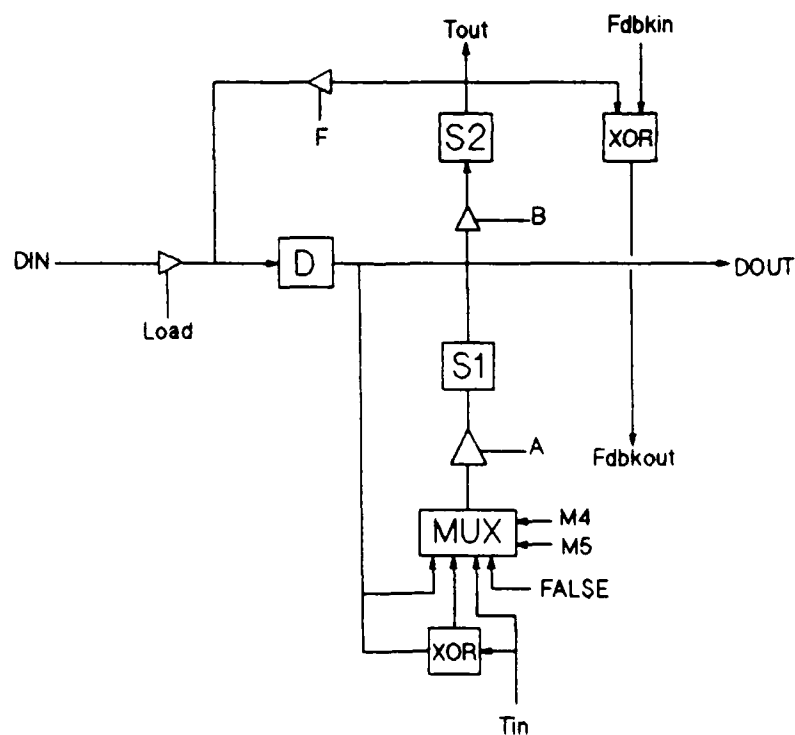 Tout
Fdbkin
F
S2
XOR
B
DIN
D
DOUT
Load
S1
A
Fdbkout
MUX
M4
M5
FALSE
XOR
Tin